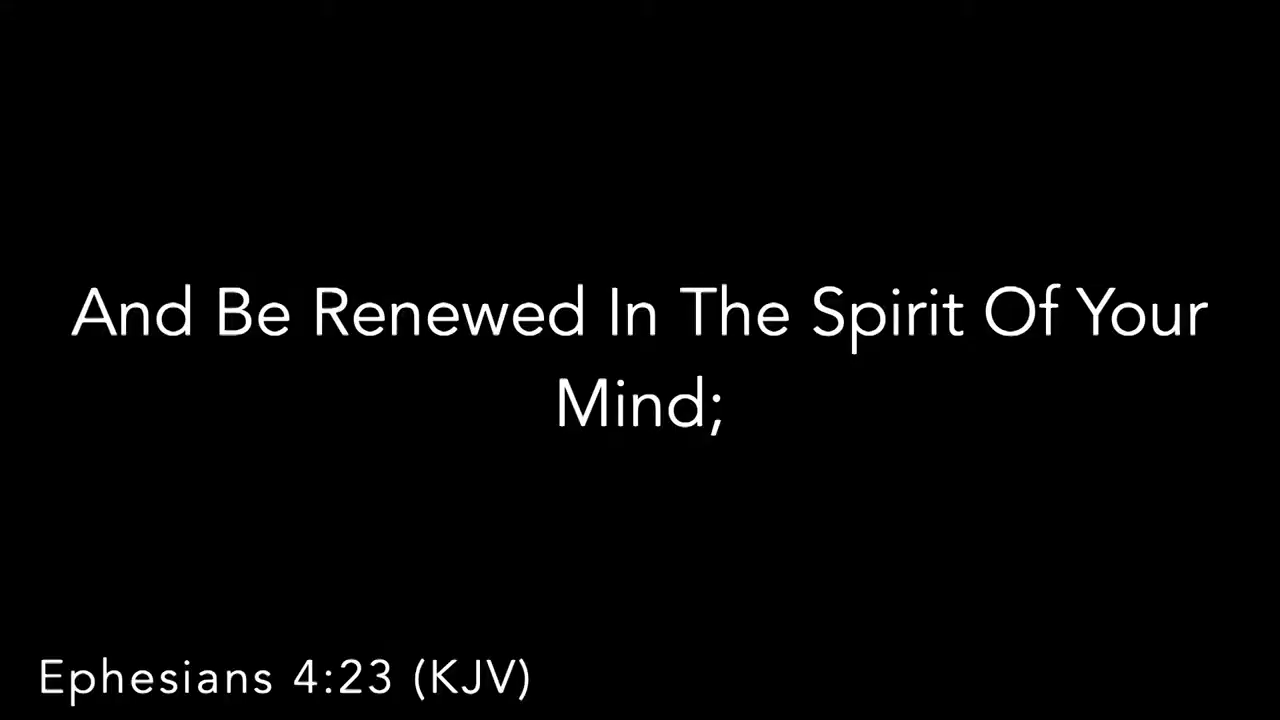 And Be Renewed In The Spirit Of Your
Mind;
Ephesians 4:23 (KJV)